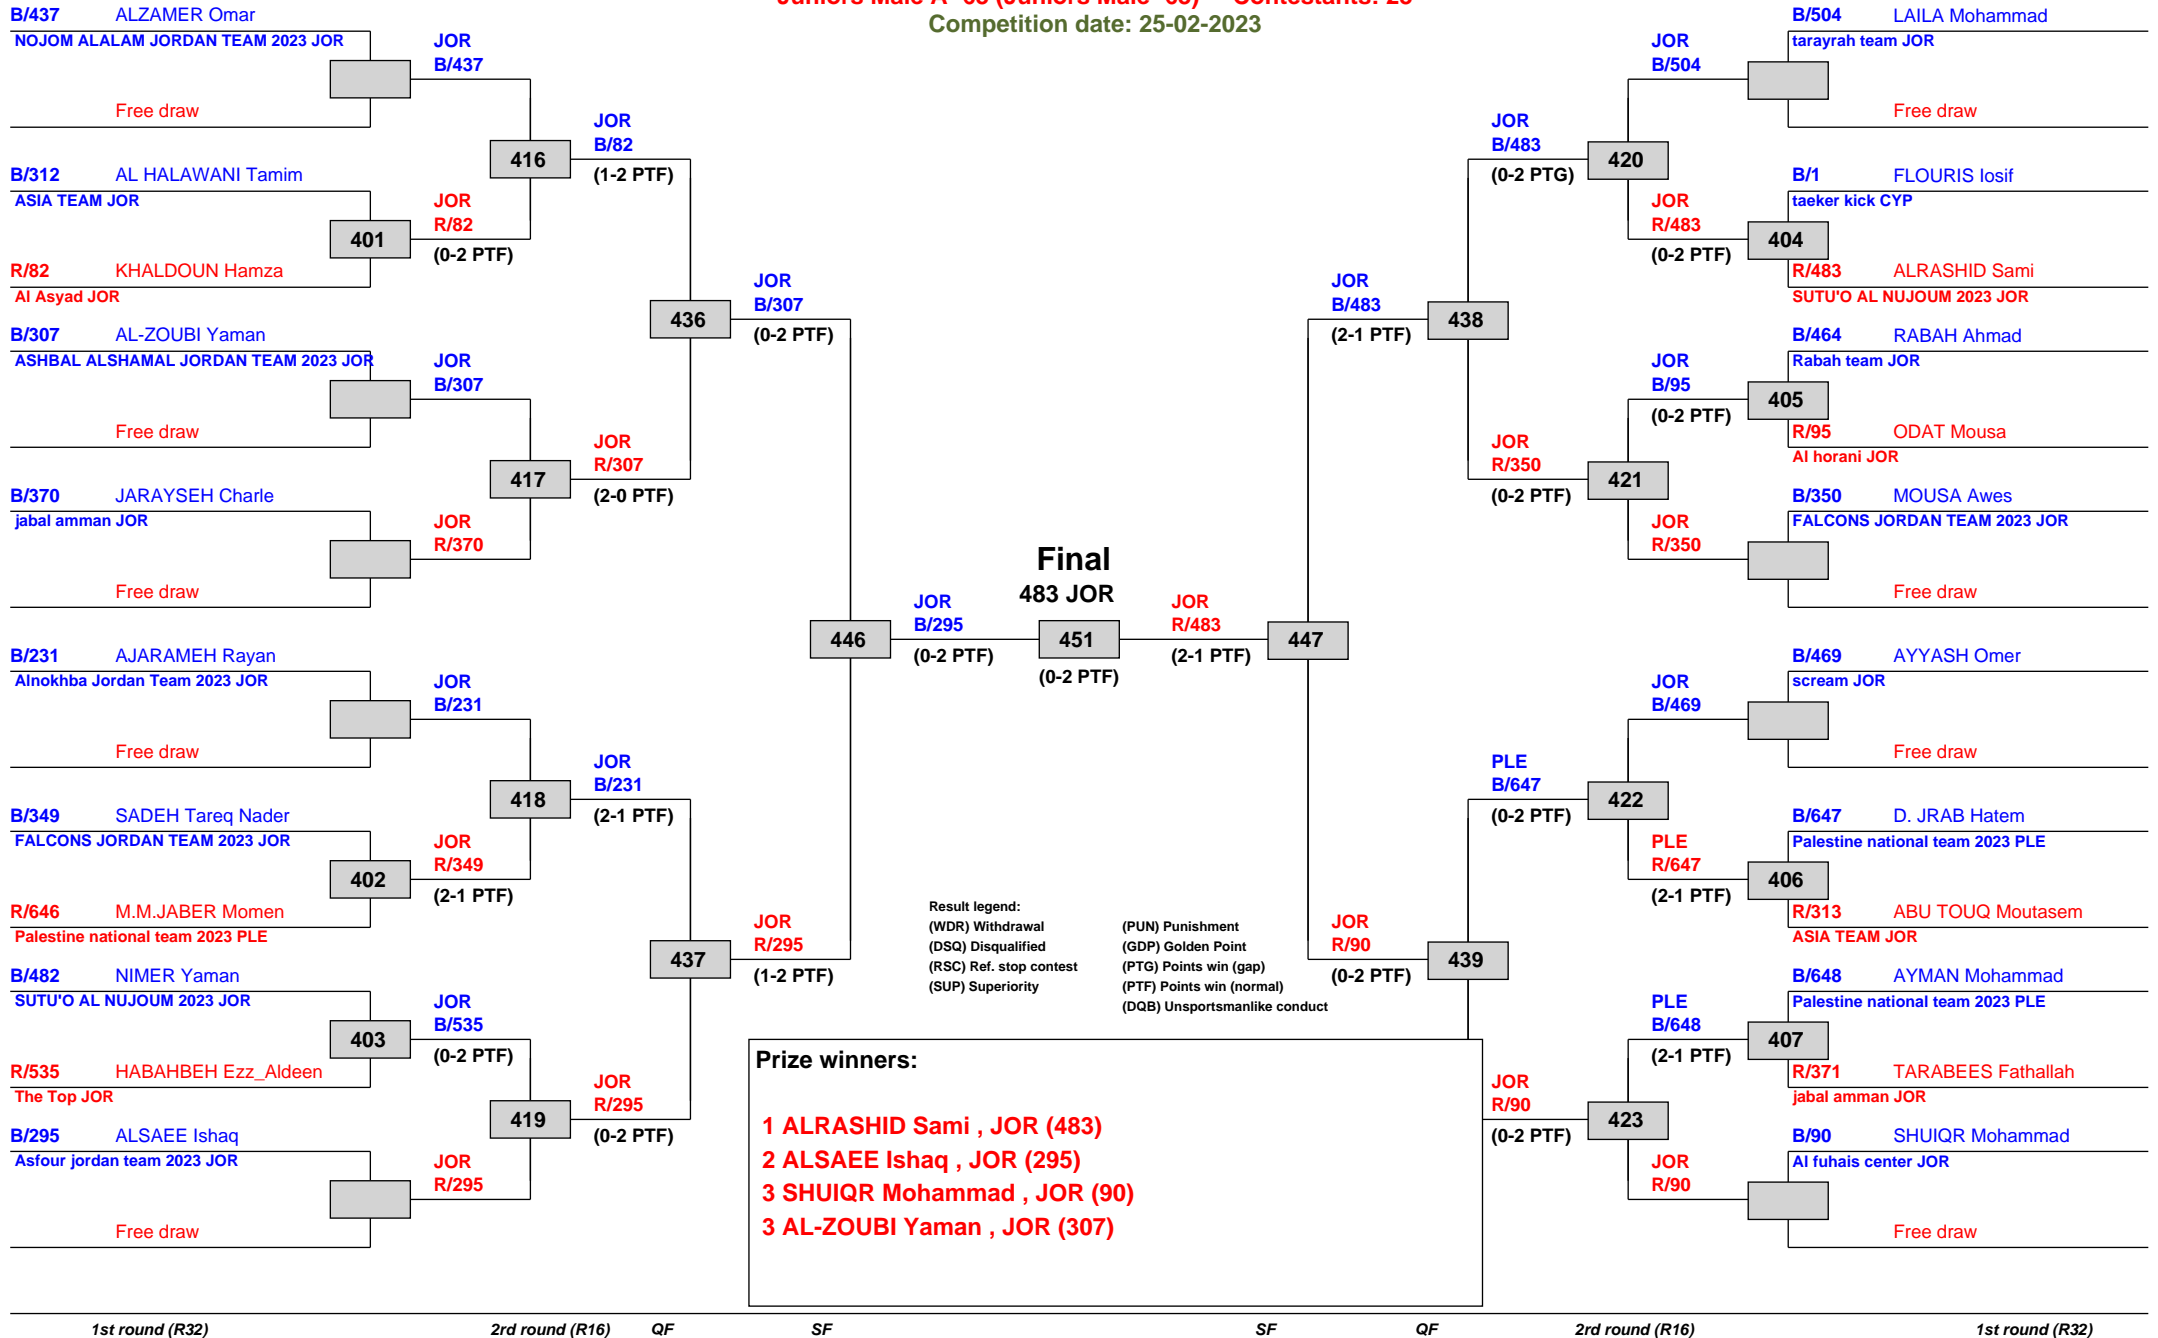 Competition date: 25-02-2023
B/437 ALZAMER Omar
NOJOM ALALAM JORDAN TEAM 2023 JOR
Free draw
B/312 AL HALAWANI Tamim
ASIA TEAM JOR
401
R/82 KHALDOUN Hamza
Al Asyad JOR
B/307 AL-ZOUBI Yaman
ASHBAL ALSHAMAL JORDAN TEAM 2023 JOR
Free draw
B/370 JARAYSEH Charle
jabal amman JOR
Free draw
B/231 AJARAMEH Rayan
Alnokhba Jordan Team 2023 JOR
Free draw
B/349 SADEH Tareq Nader
FALCONS JORDAN TEAM 2023 JOR
402
R/646 M.M.JABER Momen
Palestine national team 2023 PLE
B/482 NIMER Yaman
SUTU'O AL NUJOUM 2023 JOR
403
R/535 HABAHBEH Ezz_Aldeen
The Top JOR
B/295 ALSAEE Ishaq
Asfour jordan team 2023 JOR
Free draw
JOR
B/437
416
JOR
R/82
(0-2 PTF)
JOR
B/307
417
JOR
R/370
JOR
B/231
418
JOR
R/349
(2-1 PTF)
JOR
B/535
(0-2 PTF)
419
JOR
R/295
JOR
B/82
(1-2 PTF)
436
JOR
R/307
(2-0 PTF)
JOR
B/231
(2-1 PTF)
437
JOR
R/295
(0-2 PTF)
JOR
B/307
(0-2 PTF)
446
JOR
R/295
(1-2 PTF)
Final
483 JOR
JOR
B/295
(0-2 PTF)
451
(0-2 PTF)
JOR
R/483
(2-1 PTF)
JOR
B/483
(2-1 PTF)
447
JOR
R/90
(0-2 PTF)
JOR
B/483
(0-2 PTG)
438
JOR
R/350
(0-2 PTF)
PLE
B/647
(0-2 PTF)
439
JOR
R/90
(0-2 PTF)
JOR
B/504
420
JOR
R/483
(0-2 PTF)
JOR
B/95
(0-2 PTF)
421
JOR
R/350
JOR
B/469
422
PLE
R/647
(2-1 PTF)
PLE
B/648
(2-1 PTF)
423
JOR
R/90
B/504 LAILA Mohammad
tarayrah team JOR
Free draw
B/1 FLOURIS Iosif
taeker kick CYP
404
R/483 ALRASHID Sami
SUTU'O AL NUJOUM 2023 JOR
B/464 RABAH Ahmad
Rabah team JOR
405
R/95 ODAT Mousa
Al horani JOR
B/350 MOUSA Awes
FALCONS JORDAN TEAM 2023 JOR
Free draw
B/469 AYYASH Omer
scream JOR
Free draw
B/647 D. JRAB Hatem
Palestine national team 2023 PLE
406
R/313 ABU TOUQ Moutasem
ASIA TEAM JOR
B/648 AYMAN Mohammad
Palestine national team 2023 PLE
407
R/371 TARABEES Fathallah
jabal amman JOR
B/90 SHUIQR Mohammad
Al fuhais center JOR
Free draw
Result legend:
(WDR) Withdrawal (PUN) Punishment
(DSQ) Disqualified (GDP) Golden Point
(RSC) Ref. stop contest (PTG) Points win (gap)
(SUP) Superiority (PTF) Points win (normal)
(DQB) Unsportsmanlike conduct
Prize winners:
1 ALRASHID Sami , JOR (483)
2 ALSAEE Ishaq , JOR (295)
3 SHUIQR Mohammad , JOR (90)
3 AL-ZOUBI Yaman , JOR (307)
1st round (R32) 2rd round (R16) QF SF SF QF 2rd round (R16) 1st round (R32)